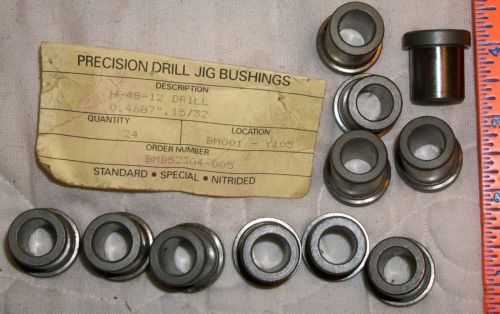 PRECISION DRILL JIG BUSHINGS
DESCRIPTION
H-48-12 DRILL
0.4687", 15/32
QUANTITY
LOCATION
24
BM001 - Y105
ORDER NUMBER
BMB52304-005
STANDARD • SPECIAL • NITRIDED